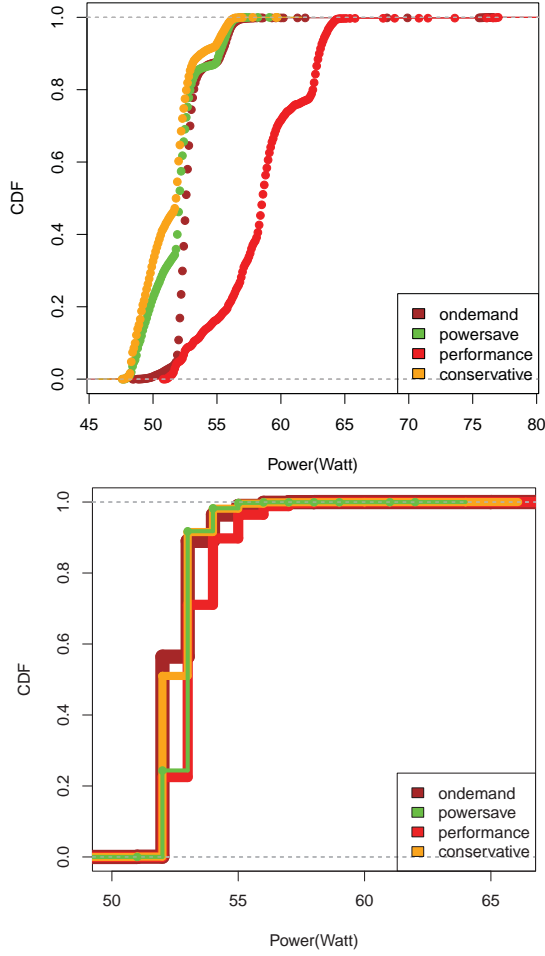 1.0
0.8
0.6
0.4
0.2
0.0
CDF
45 50 55 60 65 70 75 80
Power(Watt)
ondemand
powersave
performance
conservative
1.0
0.8
0.6
0.4
0.2
0.0
CDF
50 55 60 65
Power(Watt)
ondemand
powersave
performance
conservative